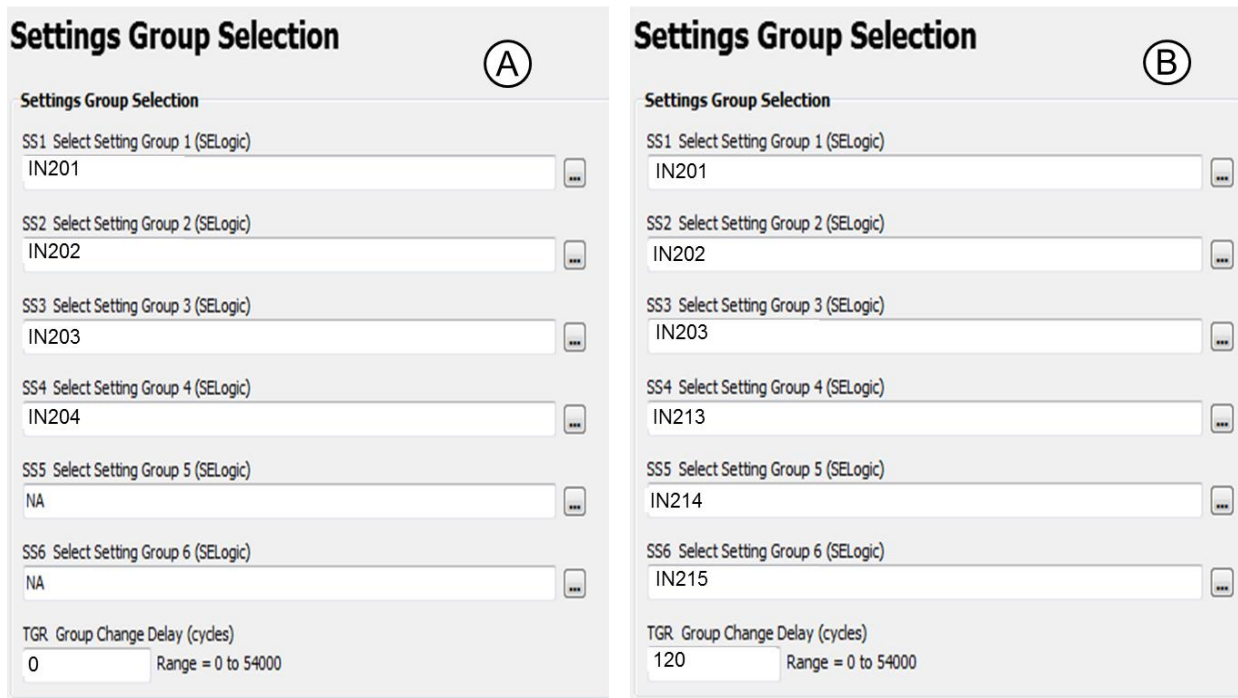 Settings Group Selection
A
Settings Group Selection
SS1 Select Setting Group 1 (SELogic)
IN201
...
SS2 Select Setting Group 2 (SELogic)
IN202
...
SS3 Select Setting Group 3 (SELogic)
IN203
...
SS4 Select Setting Group 4 (SELogic)
IN204
...
SS5 Select Setting Group 5 (SELogic)
NA
...
SS6 Select Setting Group 6 (SELogic)
NA
...
TGR Group Change Delay (cycles)
0 Range = 0 to 54000
Settings Group Selection
B
Settings Group Selection
SS1 Select Setting Group 1 (SELogic)
IN201
...
SS2 Select Setting Group 2 (SELogic)
IN202
...
SS3 Select Setting Group 3 (SELogic)
IN203
...
SS4 Select Setting Group 4 (SELogic)
IN213
...
SS5 Select Setting Group 5 (SELogic)
IN214
...
SS6 Select Setting Group 6 (SELogic)
IN215
...
TGR Group Change Delay (cycles)
120 Range = 0 to 54000